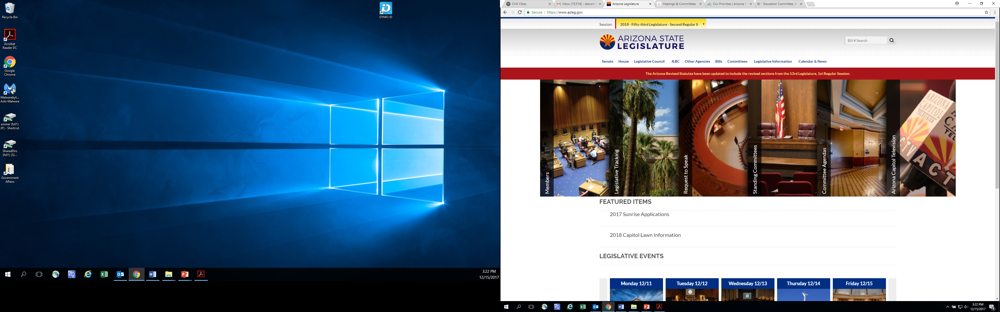 Recycle Bin
Acrobat
Reader DC
Google
Chrome
Malwarebyt...
Anti-Malware
sminer (fs01)
(P) - Shortcut
SharedDirs
(fs01) (S)...
Government
Affairs
DYMO ID
3:22 PM
12/15/2017
Chill Vibes
Inbox (10,514) - stevomi
Arizona Legislature
Hearings & Committees
Our Priorities | Arizona E
Education Committee, A
Secure
https://www.azleg.gov
Session:
2018 - Fifty-third Legislature - Second Regular S
ARIZONA STATE
LEGISLATURE
Bill # Search
Senate House Legislative Council JLBC Other Agencies Bills Committees Legislative Information Calendar & News
The Arizona Revised Statutes have been updated to include the revised sections from the 53rd Legislature, 1st Regular Session.
Members
Legislative Tracking
Request to Speak
Standing Committees
Committee Agendas
Arizona Capitol Television
ARIZONA
CAPITOL
TELEVISION
ACTV
FEATURED ITEMS
2017 Sunrise Applications
2018 Capitol Lawn Information
LEGISLATIVE EVENTS
Monday 12/11
Tuesday 12/12
Wednesday 12/13
Thursday 12/14
Friday 12/15
3:22 PM
12/15/2017
4